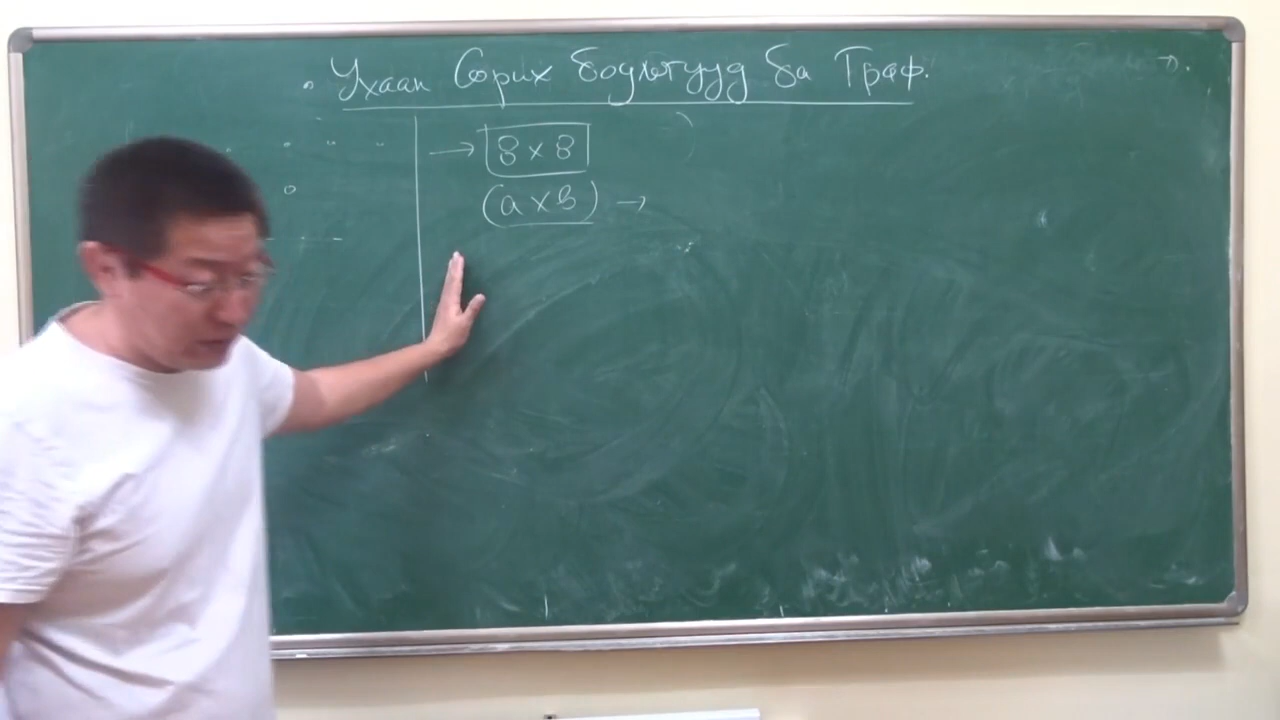 Ухаан Сорих бодлогууд ба Граф.
→ 8 × 8
(a × b) →